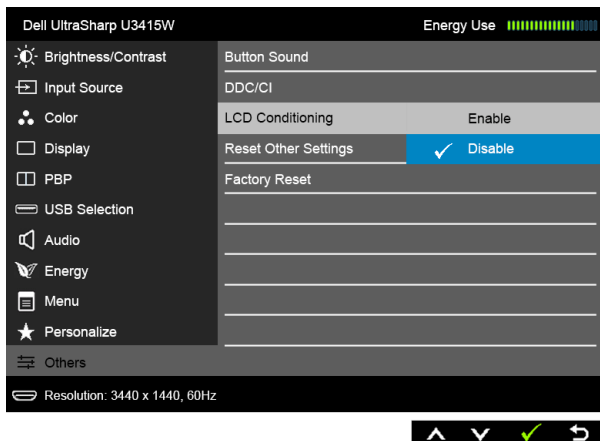 Dell UltraSharp U3415W
Energy Use
Brightness/Contrast
Button Sound
Input Source
DDC/CI
Color
LCD Conditioning
Enable
Display
Reset Other Settings
Disable
PBP
Factory Reset
USB Selection
Audio
Energy
Menu
Personalize
Others
Resolution: 3440 x 1440, 60Hz